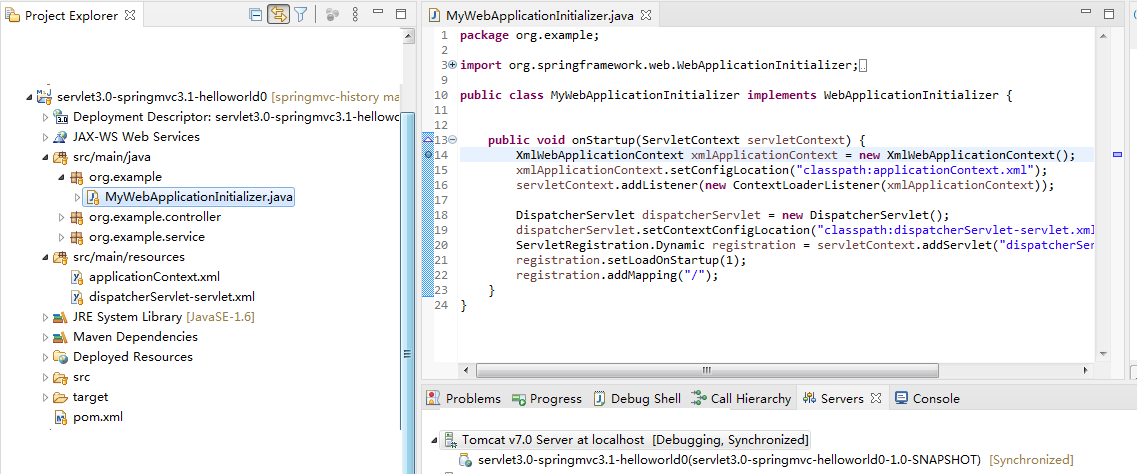 Project Explorer
servlet3.0-springmvc3.1-helloworld0 [springmvc-history ma
Deployment Descriptor: servlet3.0-springmvc3.1-hellowc
JAX-WS Web Services
src/main/java
org.example
MyWebApplicationInitializer.java
org.example.controller
org.example.service
src/main/resources
applicationContext.xml
dispatcherServlet-servlet.xml
JRE System Library [JavaSE-1.6]
Maven Dependencies
Deployed Resources
src
target
pom.xml
MyWebApplicationInitializer.java
1 package org.example;
2
3 import org.springframework.web.WebApplicationInitializer;
9
10 public class MyWebApplicationInitializer implements WebApplicationInitializer {
11
12
13 public void onStartup(ServletContext servletContext) {
14 XmlWebApplicationContext xmlApplicationContext = new XmlWebApplicationContext();
15 xmlApplicationContext.setConfigLocation("classpath:applicationContext.xml");
16 servletContext.addListener(new ContextLoaderListener(xmlApplicationContext));
17
18 DispatcherServlet dispatcherServlet = new DispatcherServlet();
19 dispatcherServlet.setContextConfigLocation("classpath:dispatcherServlet-servlet.xml
20 ServletRegistration.Dynamic registration = servletContext.addServlet("dispatcherSer
21 registration.setLoadOnStartup(1);
22 registration.addMapping("/");
23 }
24 }
Problems Progress Debug Shell Call Hierarchy Servers Console
Tomcat v7.0 Server at localhost [Debugging, Synchronized]
servlet3.0-springmvc3.1-helloworld0(servlet3.0-springmvc-helloworld0-1.0-SNAPSHOT) [Synchronized]